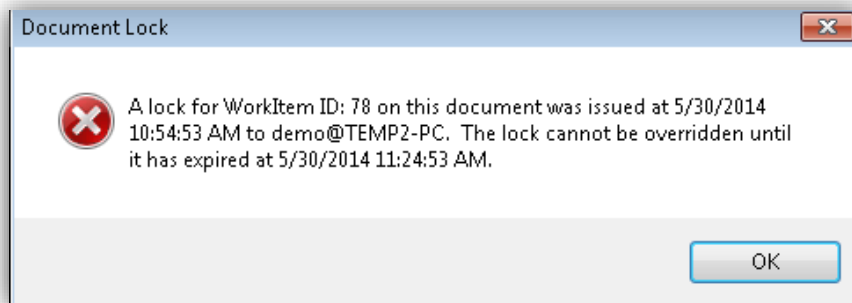 Document Lock
A lock for WorkItem ID: 78 on this document was issued at 5/30/2014
10:54:53 AM to demo@TEMP2-PC.  The lock cannot be overridden until
it has expired at 5/30/2014 11:24:53 AM.
OK